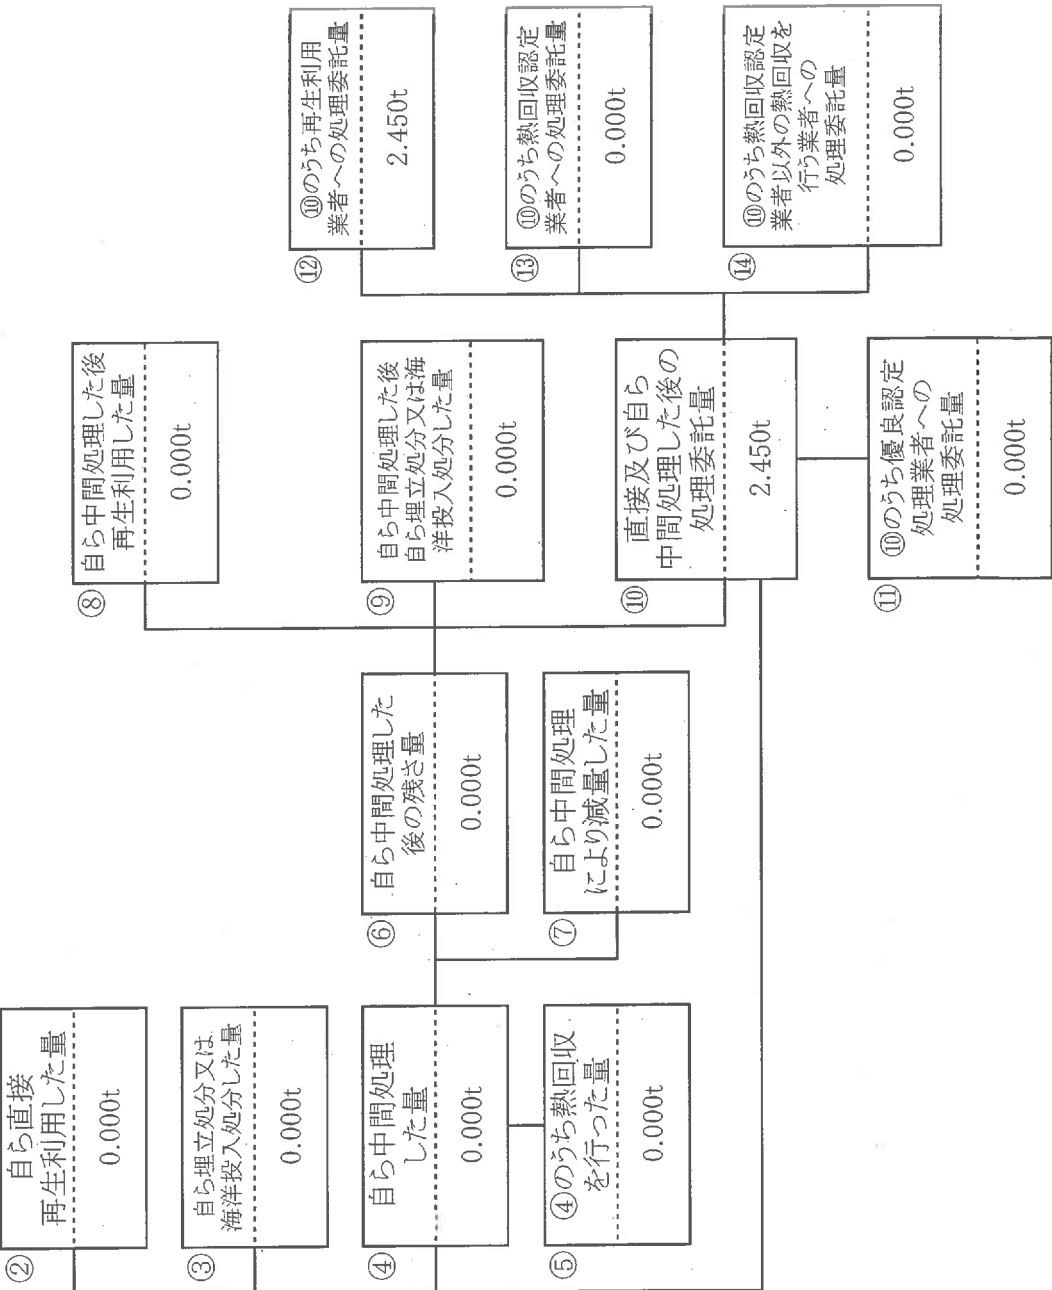 ②
自ら直接
再生利用した量
0.000t
③
自ら埋立処分又は
海洋投入処分した量
0.000t
④
自ら中間処理
した量
0.000t
⑤
④のうち熱回収
を行った量
0.000t
⑥
自ら中間処理した
後の残さ量
0.000t
⑦
自ら中間処理
により減量した量
0.000t
⑧
自ら中間処理した後
再生利用した量
0.000t
⑨
自ら中間処理した後
自ら埋立処分又は海
洋投入処分した量
0.000t
⑩
直接及び自ら
中間処理した後の
処理委託量
2.450t
⑪
⑩のうち優良認定
処理業者への
処理委託量
0.000t
⑫
⑩のうち再生利用
業者への処理委託量
2.450t
⑬
⑩のうち熱回収認定
業者への処理委託量
0.000t
⑭
⑩のうち熱回収認定
業者以外の熱回収を
行う業者への
処理委託量
0.000t